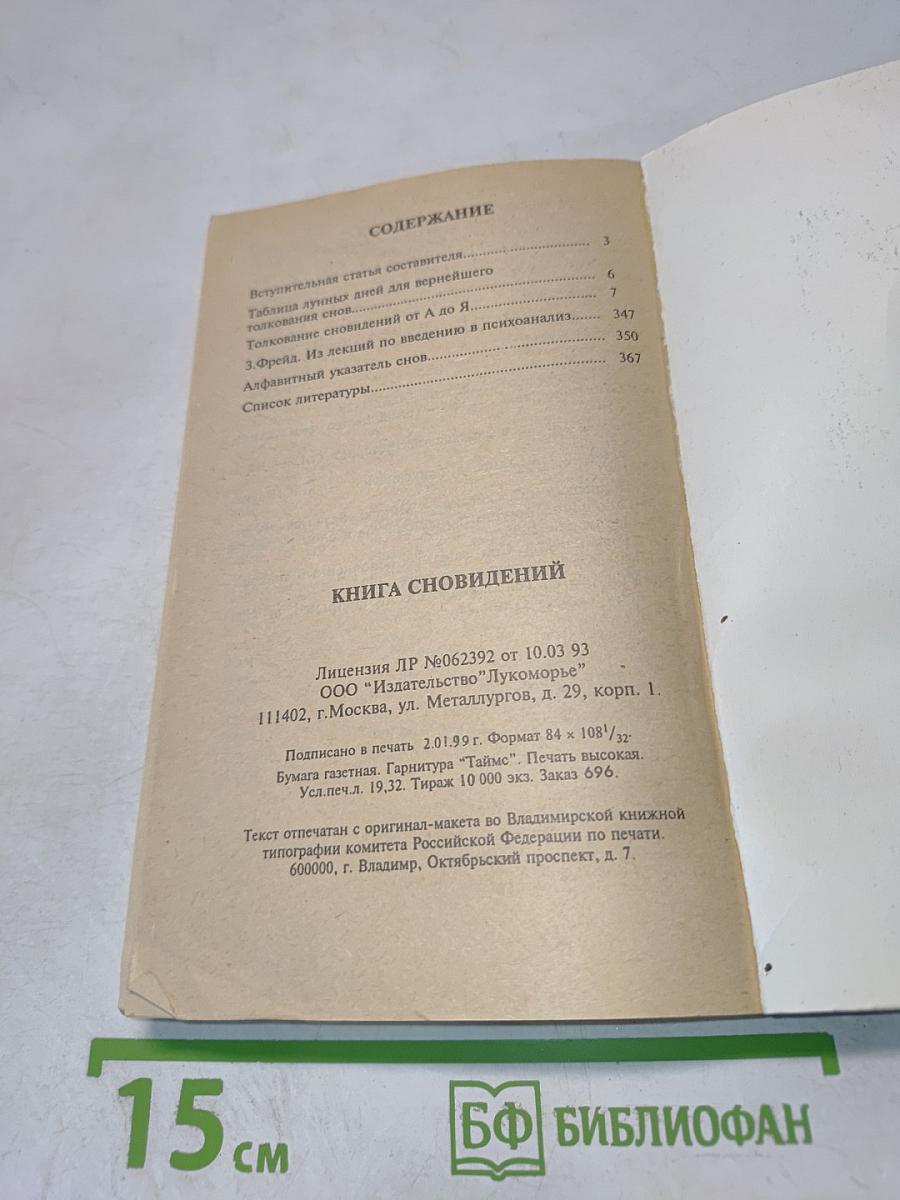 СОДЕРЖАНИЕ
Вступительная статья составителя.............................. 3
Таблица лунных дней для вернейшего
толкования снов.......................................................... 6
Толкование сновидений от А до Я............................. 7
З.Фрейд. Из лекций по введению в психоанализ....... 347
Алфавитный указатель снов........................................ 350
Список литературы...................................................... 367
КНИГА СНОВИДЕНИЙ
Лицензия ЛР №062392 от 10.03 93
ООО “Издательство”Лукоморье”
111402, г.Москва, ул. Металлургов, д. 29, корп. 1.
Подписано в печать 2.01.99 г. Формат 84 × 108¹/₃₂.
Бумага газетная. Гарнитура “Таймс”. Печать высокая.
Усл.печ.л. 19,32. Тираж 10 000 экз. Заказ 696.
Текст отпечатан с оригинал-макета во Владимирской книжной
типографии комитета Российской Федерации по печати.
600000, г. Владимр, Октябрьский проспект, д. 7.
15 см
БФ БИБЛИОФАН